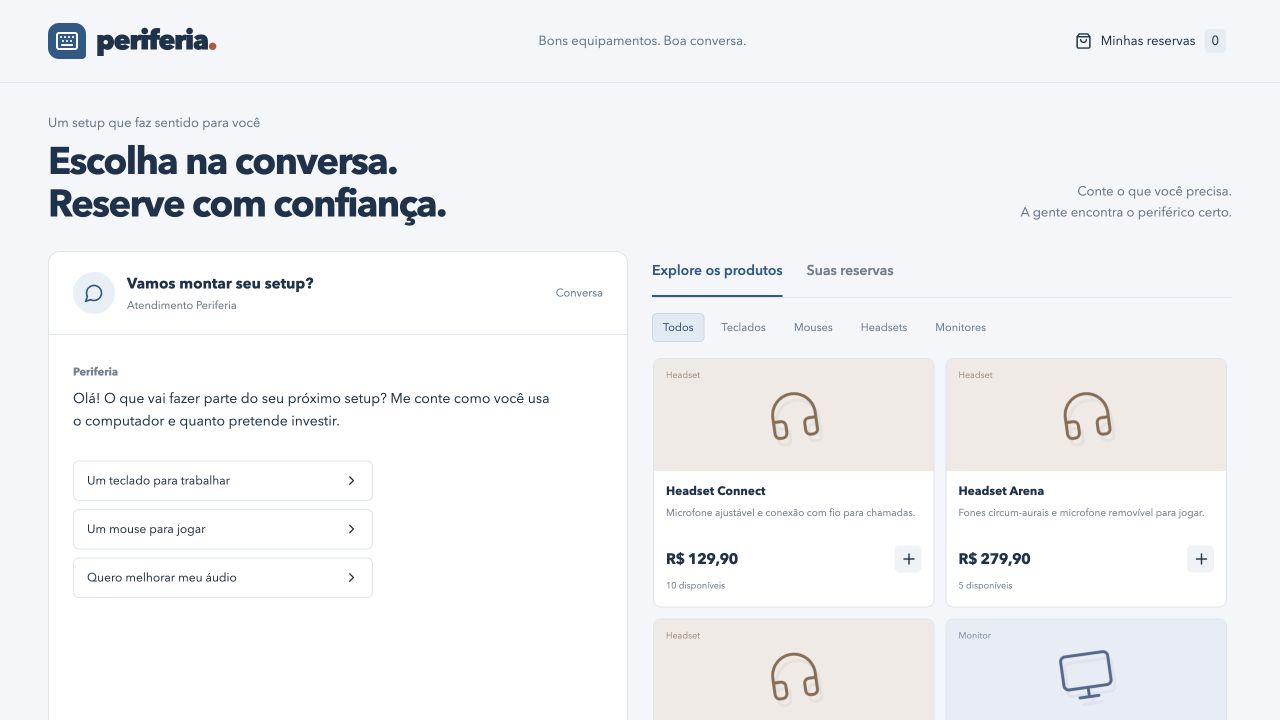 periferia.
Bons equipamentos. Boa conversa.
Minhas reservas 0
Um setup que faz sentido para você
Escolha na conversa.
Reserve com confiança.
Conte o que você precisa.
A gente encontra o periférico certo.
Vamos montar seu setup?
Atendimento Periferia
Conversa
Periferia
Olá! O que vai fazer parte do seu próximo setup? Me conte como você usa
o computador e quanto pretende investir.
Um teclado para trabalhar
Um mouse para jogar
Quero melhorar meu áudio
Explore os produtos
Suas reservas
Todos
Teclados
Mouses
Headsets
Monitores
Headset
Headset Connect
Microfone ajustável e conexão com fio para chamadas.
R$ 129,90
10 disponíveis
Headset
Headset Arena
Fones circum-aurais e microfone removível para jogar.
R$ 279,90
5 disponíveis
Headset
Monitor